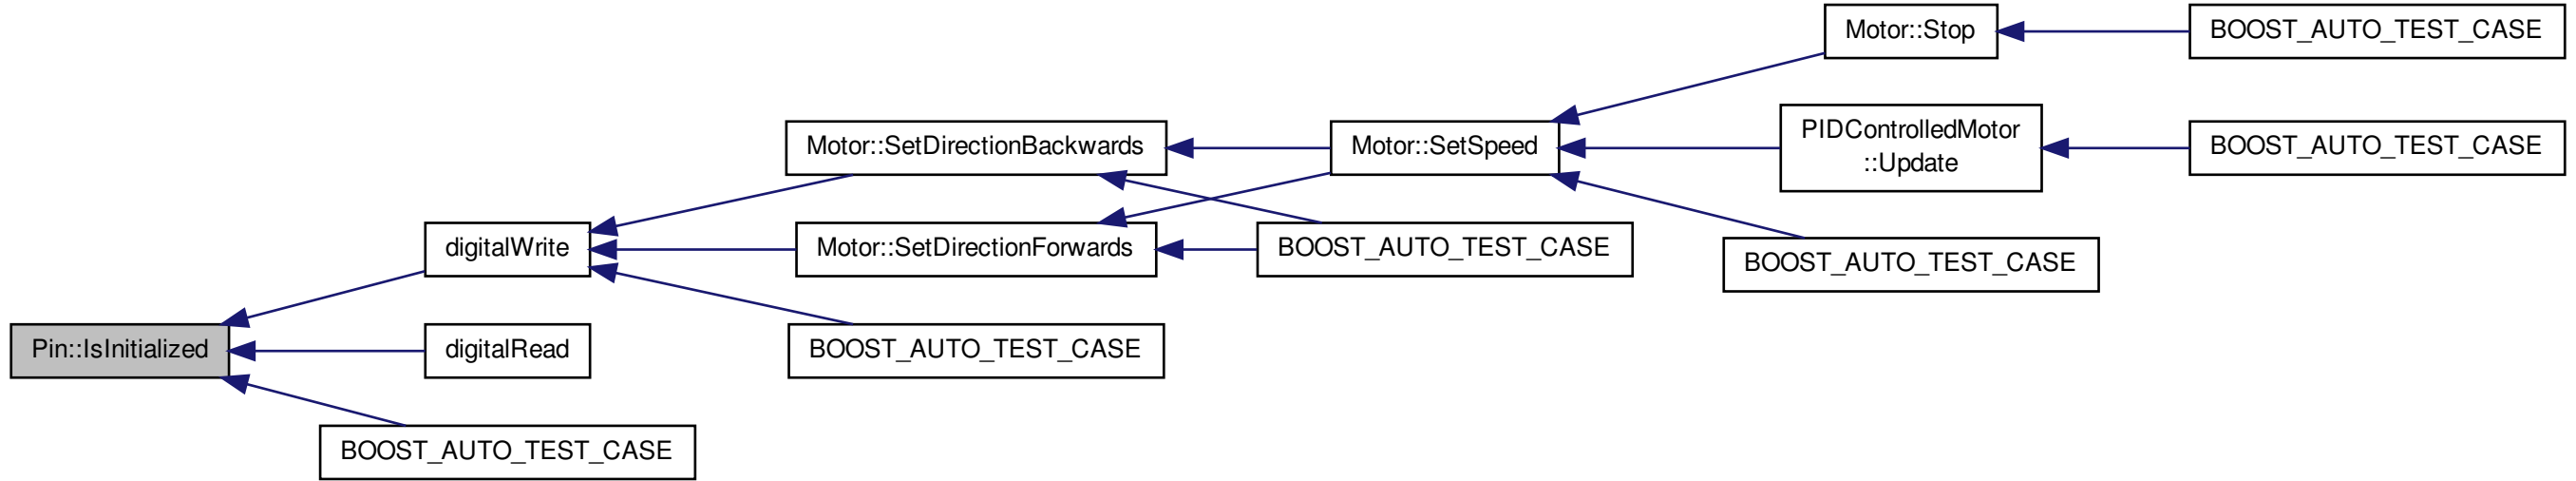 Motor::Stop
BOOST_AUTO_TEST_CASE
PIDControlledMotor
::Update
Motor::SetDirectionBackwards
Motor::SetSpeed
BOOST_AUTO_TEST_CASE
digitalWrite
Motor::SetDirectionForwards
BOOST_AUTO_TEST_CASE
BOOST_AUTO_TEST_CASE
Pin::IsInitialized
digitalRead
BOOST_AUTO_TEST_CASE
BOOST_AUTO_TEST_CASE